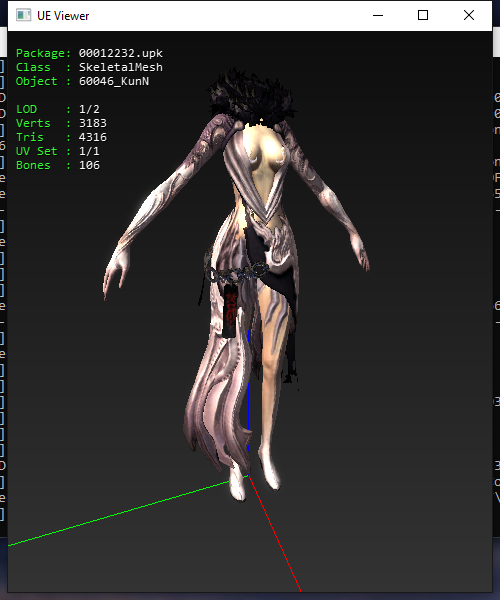 UE Viewer
Package: 00012232.upk
Class  : SkeletalMesh
Object : 60046_KunN
LOD    : 1/2
Verts  : 3183
Tris   : 4316
UV Set : 1/1
Bones  : 106